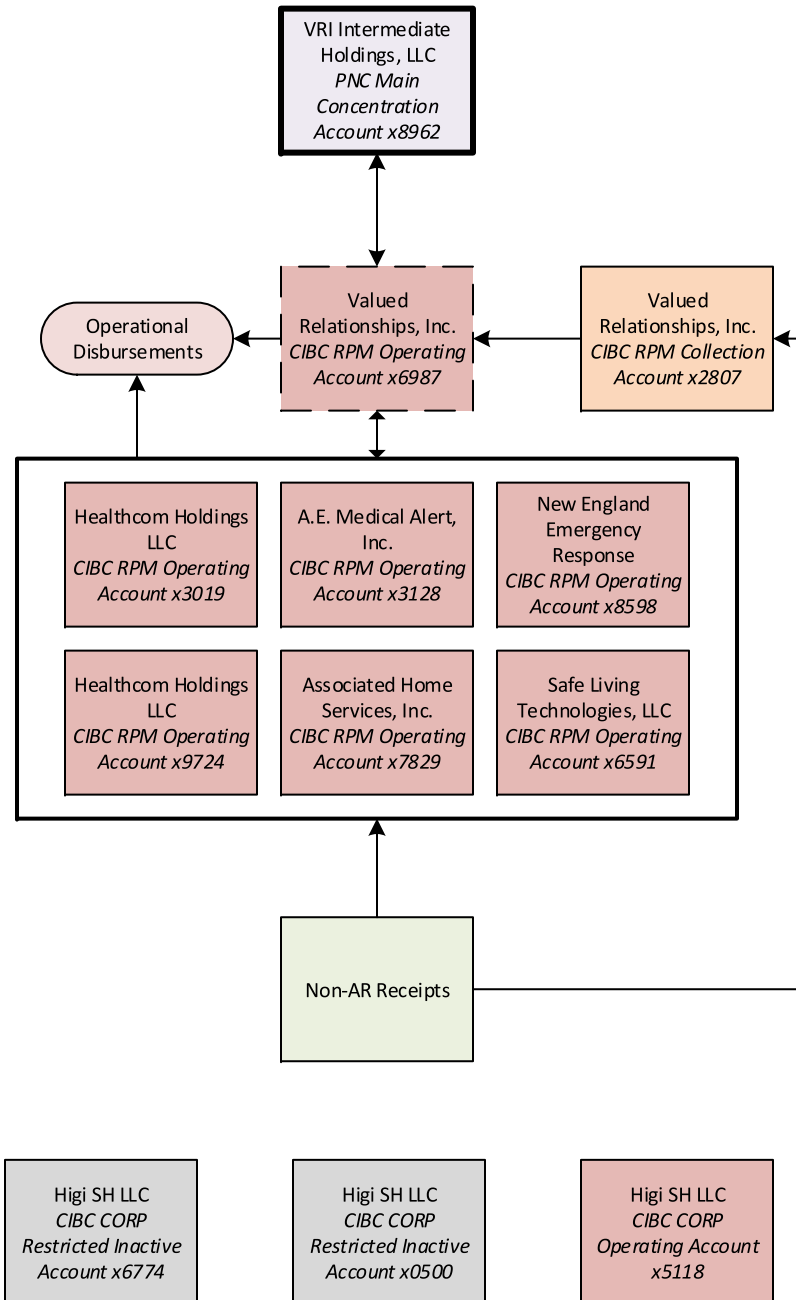 VRI Intermediate
Holdings, LLC
PNC Main
Concentration
Account x8962
Operational
Disbursements
Valued
Relationships, Inc.
CIBC RPM Operating
Account x6987
Valued
Relationships, Inc.
CIBC RPM Collection
Account x2807
Healthcom Holdings
LLC
CIBC RPM Operating
Account x3019
A.E. Medical Alert,
Inc.
CIBC RPM Operating
Account x3128
New England
Emergency
Response
CIBC RPM Operating
Account x8598
Healthcom Holdings
LLC
CIBC RPM Operating
Account x9724
Associated Home
Services, Inc.
CIBC RPM Operating
Account x7829
Safe Living
Technologies, LLC
CIBC RPM Operating
Account x6591
Non-AR Receipts
Higi SH LLC
CIBC CORP
Restricted Inactive
Account x6774
Higi SH LLC
CIBC CORP
Restricted Inactive
Account x0500
Higi SH LLC
CIBC CORP
Operating Account
x5118